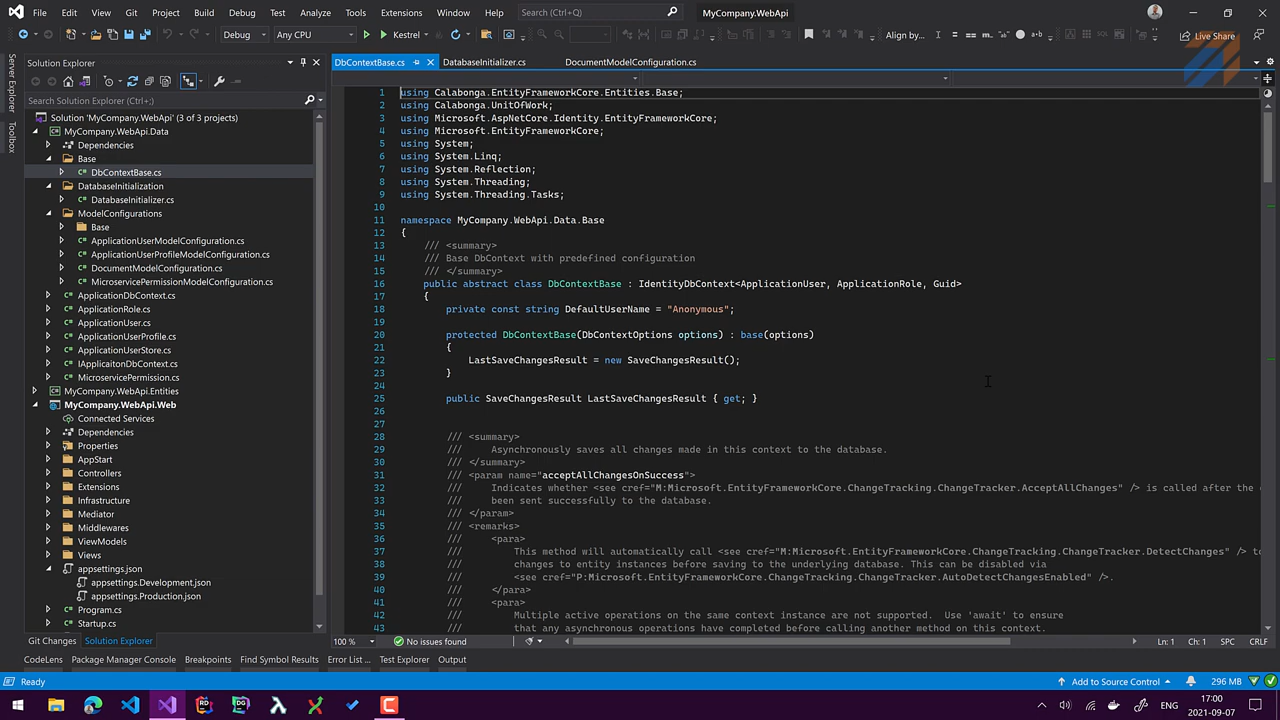 File Edit View Git Project Build Debug Test Analyze Tools Extensions Window Help Search (Ctrl+Q) MyCompany.WebApi
Debug Any CPU Kestrel Align by... Live Share
Server Explorer
Toolbox
Solution Explorer
Search Solution Explorer (Ctrl+;)
Solution 'MyCompany.WebApi' (3 of 3 projects)
MyCompany.WebApi.Data
Dependencies
Base
DbContextBase.cs
DatabaseInitialization
DatabaseInitializer.cs
ModelConfigurations
Base
ApplicationUserModelConfiguration.cs
ApplicationUserProfileModelConfiguration.cs
DocumentModelConfiguration.cs
MicroservicePermissionModelConfiguration.cs
ApplicationDbContext.cs
ApplicationRole.cs
ApplicationUser.cs
ApplicationUserProfile.cs
ApplicationUserStore.cs
IApplicaitonDbContext.cs
MicroservicePermission.cs
MyCompany.WebApi.Entities
MyCompany.WebApi.Web
Connected Services
Dependencies
Properties
AppStart
Controllers
Extensions
Infrastructure
Mediator
Middlewares
ViewModels
Views
appsettings.json
appsettings.Development.json
appsettings.Production.json
Program.cs
Startup.cs
Git Changes Solution Explorer
DbContextBase.cs DatabaseInitializer.cs DocumentModelConfiguration.cs
1 using Calabonga.EntityFrameworkCore.Entities.Base;
2 using Calabonga.UnitOfWork;
3 using Microsoft.AspNetCore.Identity.EntityFrameworkCore;
4 using Microsoft.EntityFrameworkCore;
5 using System;
6 using System.Linq;
7 using System.Reflection;
8 using System.Threading;
9 using System.Threading.Tasks;
10
11 namespace MyCompany.WebApi.Data.Base
12 {
13 /// <summary>
14 /// Base DbContext with predefined configuration
15 /// </summary>
16 public abstract class DbContextBase : IdentityDbContext<ApplicationUser, ApplicationRole, Guid>
17 {
18 private const string DefaultUserName = "Anonymous";
19
20 protected DbContextBase(DbContextOptions options) : base(options)
21 {
22 LastSaveChangesResult = new SaveChangesResult();
23 }
24
25 public SaveChangesResult LastSaveChangesResult { get; }
26
27
28 /// <summary>
29 /// Asynchronously saves all changes made in this context to the database.
30 /// </summary>
31 /// <param name="acceptAllChangesOnSuccess">
32 /// Indicates whether <see cref="M:Microsoft.EntityFrameworkCore.ChangeTracking.ChangeTracker.AcceptAllChanges" /> is called after the
33 /// been sent successfully to the database.
34 /// </param>
35 /// <remarks>
36 /// <para>
37 /// This method will automatically call <see cref="M:Microsoft.EntityFrameworkCore.ChangeTracking.ChangeTracker.DetectChanges" /> to
38 /// changes to entity instances before saving to the underlying database. This can be disabled via
39 /// <see cref="P:Microsoft.EntityFrameworkCore.ChangeTracking.ChangeTracker.AutoDetectChangesEnabled" />.
40 /// </para>
41 /// <para>
42 /// Multiple active operations on the same context instance are not supported. Use 'await' to ensure
43 /// that any asynchronous operations have completed before calling another method on this context.
100 % No issues found Ln: 1 Ch: 1 SPC CRLF
CodeLens Package Manager Console Breakpoints Find Symbol Results Error List ... Test Explorer Output
Ready Add to Source Control 296 MB
ENG 17:00
2021-09-07